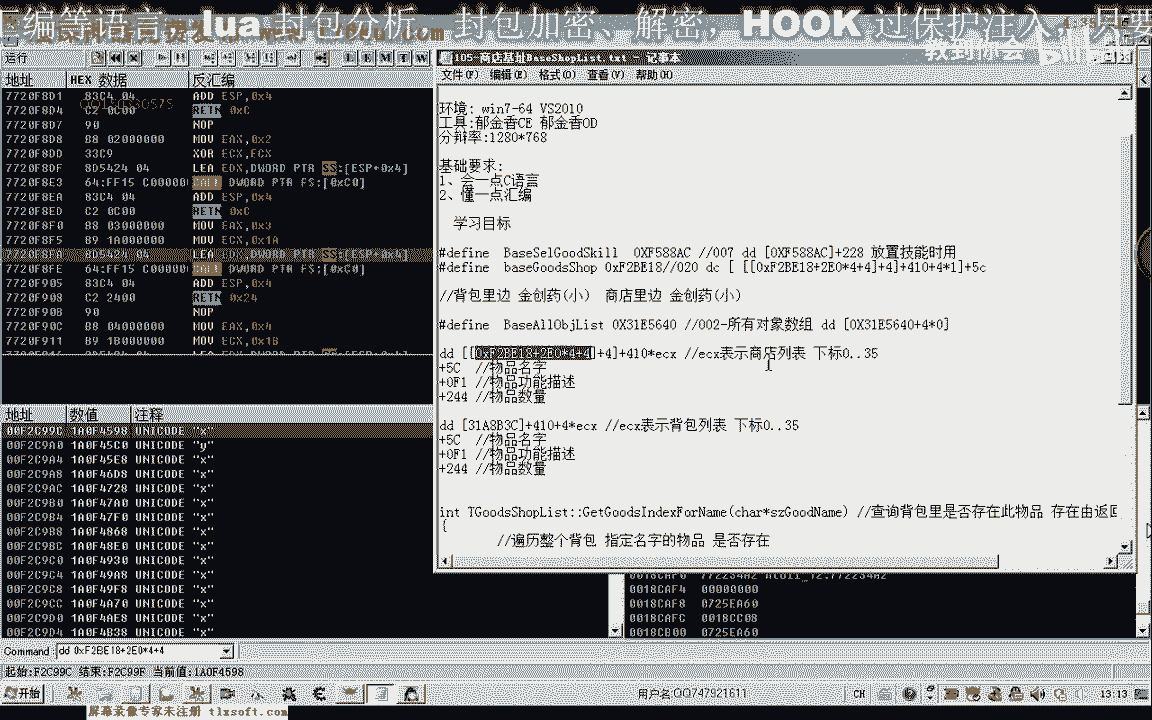 编笔语言、lua 封包分析、封包加密、解密，HOOK 过保护注入，只要
教到你会
bilibili
运行
105-商店基址BaseShopList.txt - 记事本
文件(F) 编辑(E) 格式(O) 查看(V) 帮助(H)
地址 HEX 数据 反汇编
7720F8D1 83C4 04 ADD ESP,0x4
7720F8D4 C2 0C00 RETN 0xC
7720F8D7 90 NOP
7720F8D8 B8 02000000 MOV EAX,0x2
7720F8DD 33C9 XOR ECX,ECX
7720F8DF 8D5424 04 LEA EDX,DWORD PTR SS:[ESP+0x4]
7720F8E3 64:FF15 C00000 CALL DWORD PTR FS:[0xC0]
7720F8EA 83C4 04 ADD ESP,0x4
7720F8ED C2 0C00 RETN 0xC
7720F8F0 B8 03000000 MOV EAX,0x3
7720F8F5 B9 1A000000 MOV ECX,0x1A
7720F8FA 8D5424 04 LEA EDX,DWORD PTR SS:[ESP+0x4]
7720F8FE 64:FF15 C00000 CALL DWORD PTR FS:[0xC0]
7720F905 83C4 04 ADD ESP,0x4
7720F908 C2 2400 RETN 0x24
7720F90B 90 NOP
7720F90C B8 04000000 MOV EAX,0x4
7720F911 B9 1B000000 MOV ECX,0x1B
环境: win7-64 VS2010
工具:郁金香CE 郁金香OD
分辩率:1280*768
基础要求:
1、会一点C语言
2、懂一点汇编
学习目标
#define BaseSelGoodSkill 0XF588AC //007 dd [0XF588AC]+228 放置技能时用
#define baseGoodsShop 0xF2BE18//020 dc [ [[0xF2BE18+2E0*4+4]+4]+410+4*1]+5c
//背包里边 金创药(小) 商店里边 金创药(小)
#define BaseAllObjList 0X31E5640 //002-所有对象数组 dd [0X31E5640+4*0]
dd [[0xF2BE18+2E0*4+4]+4]+410*ecx //ecx表示商店列表 下标0..35
+5C //物品名字
+0F1 //物品功能描述
+244 //物品数量
dd [31A8B3C]+410+4*ecx //ecx表示背包列表 下标0..35
+5C //物品名字
+0F1 //物品功能描述
+244 //物品数量
int TGoodsShopList::GetGoodsIndexForName(char*szGoodName) //查询背包里是否存在此物品 存在由返回
{
//遍历整个背包 指定名字的物品 是否存在
地址 数值 注释
00F2C99C 1A0F4598 UNICODE "x"
00F2C9A0 1A0F45C0 UNICODE "y"
00F2C9A4 1A0F45E8 UNICODE "x"
00F2C9A8 1A0F46D8 UNICODE "x"
00F2C9AC 1A0F4728 UNICODE "x"
00F2C9B0 1A0F47A0 UNICODE "x"
00F2C9B4 1A0F47F0 UNICODE "x"
00F2C9B8 1A0F4868 UNICODE "x"
00F2C9BC 1A0F48E0 UNICODE "x"
00F2C9C0 1A0F4930 UNICODE "x"
00F2C9C4 1A0F49A8 UNICODE "x"
00F2C9C8 1A0F49F8 UNICODE "x"
00F2C9CC 1A0F4A70 UNICODE "x"
00F2C9D0 1A0F4AE8 UNICODE "x"
00F2C9D4 1A0F4B38 UNICODE "x"
0018CAF4 00000000
0018CAF8 0725EA60
0018CAFC 0018CC08
0018CB00 0725EA60
Command: dd 0xF2BE18+2E0*4+4
起始:F2C99C 结束:F2C99F 当前值:1A0F4598
开始
用户名:QQ747921611
CH
13:13
屏幕录像专家未注册 tlxsoft.com